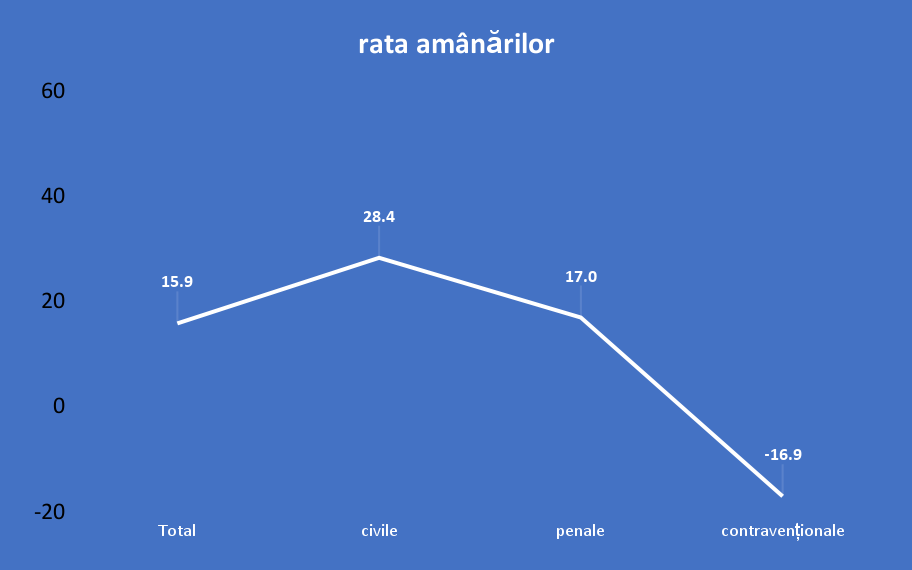 rata amânărilor
60
40
20
0
-20
15.9
28.4
17.0
-16.9
Total
civile
penale
contravenționale